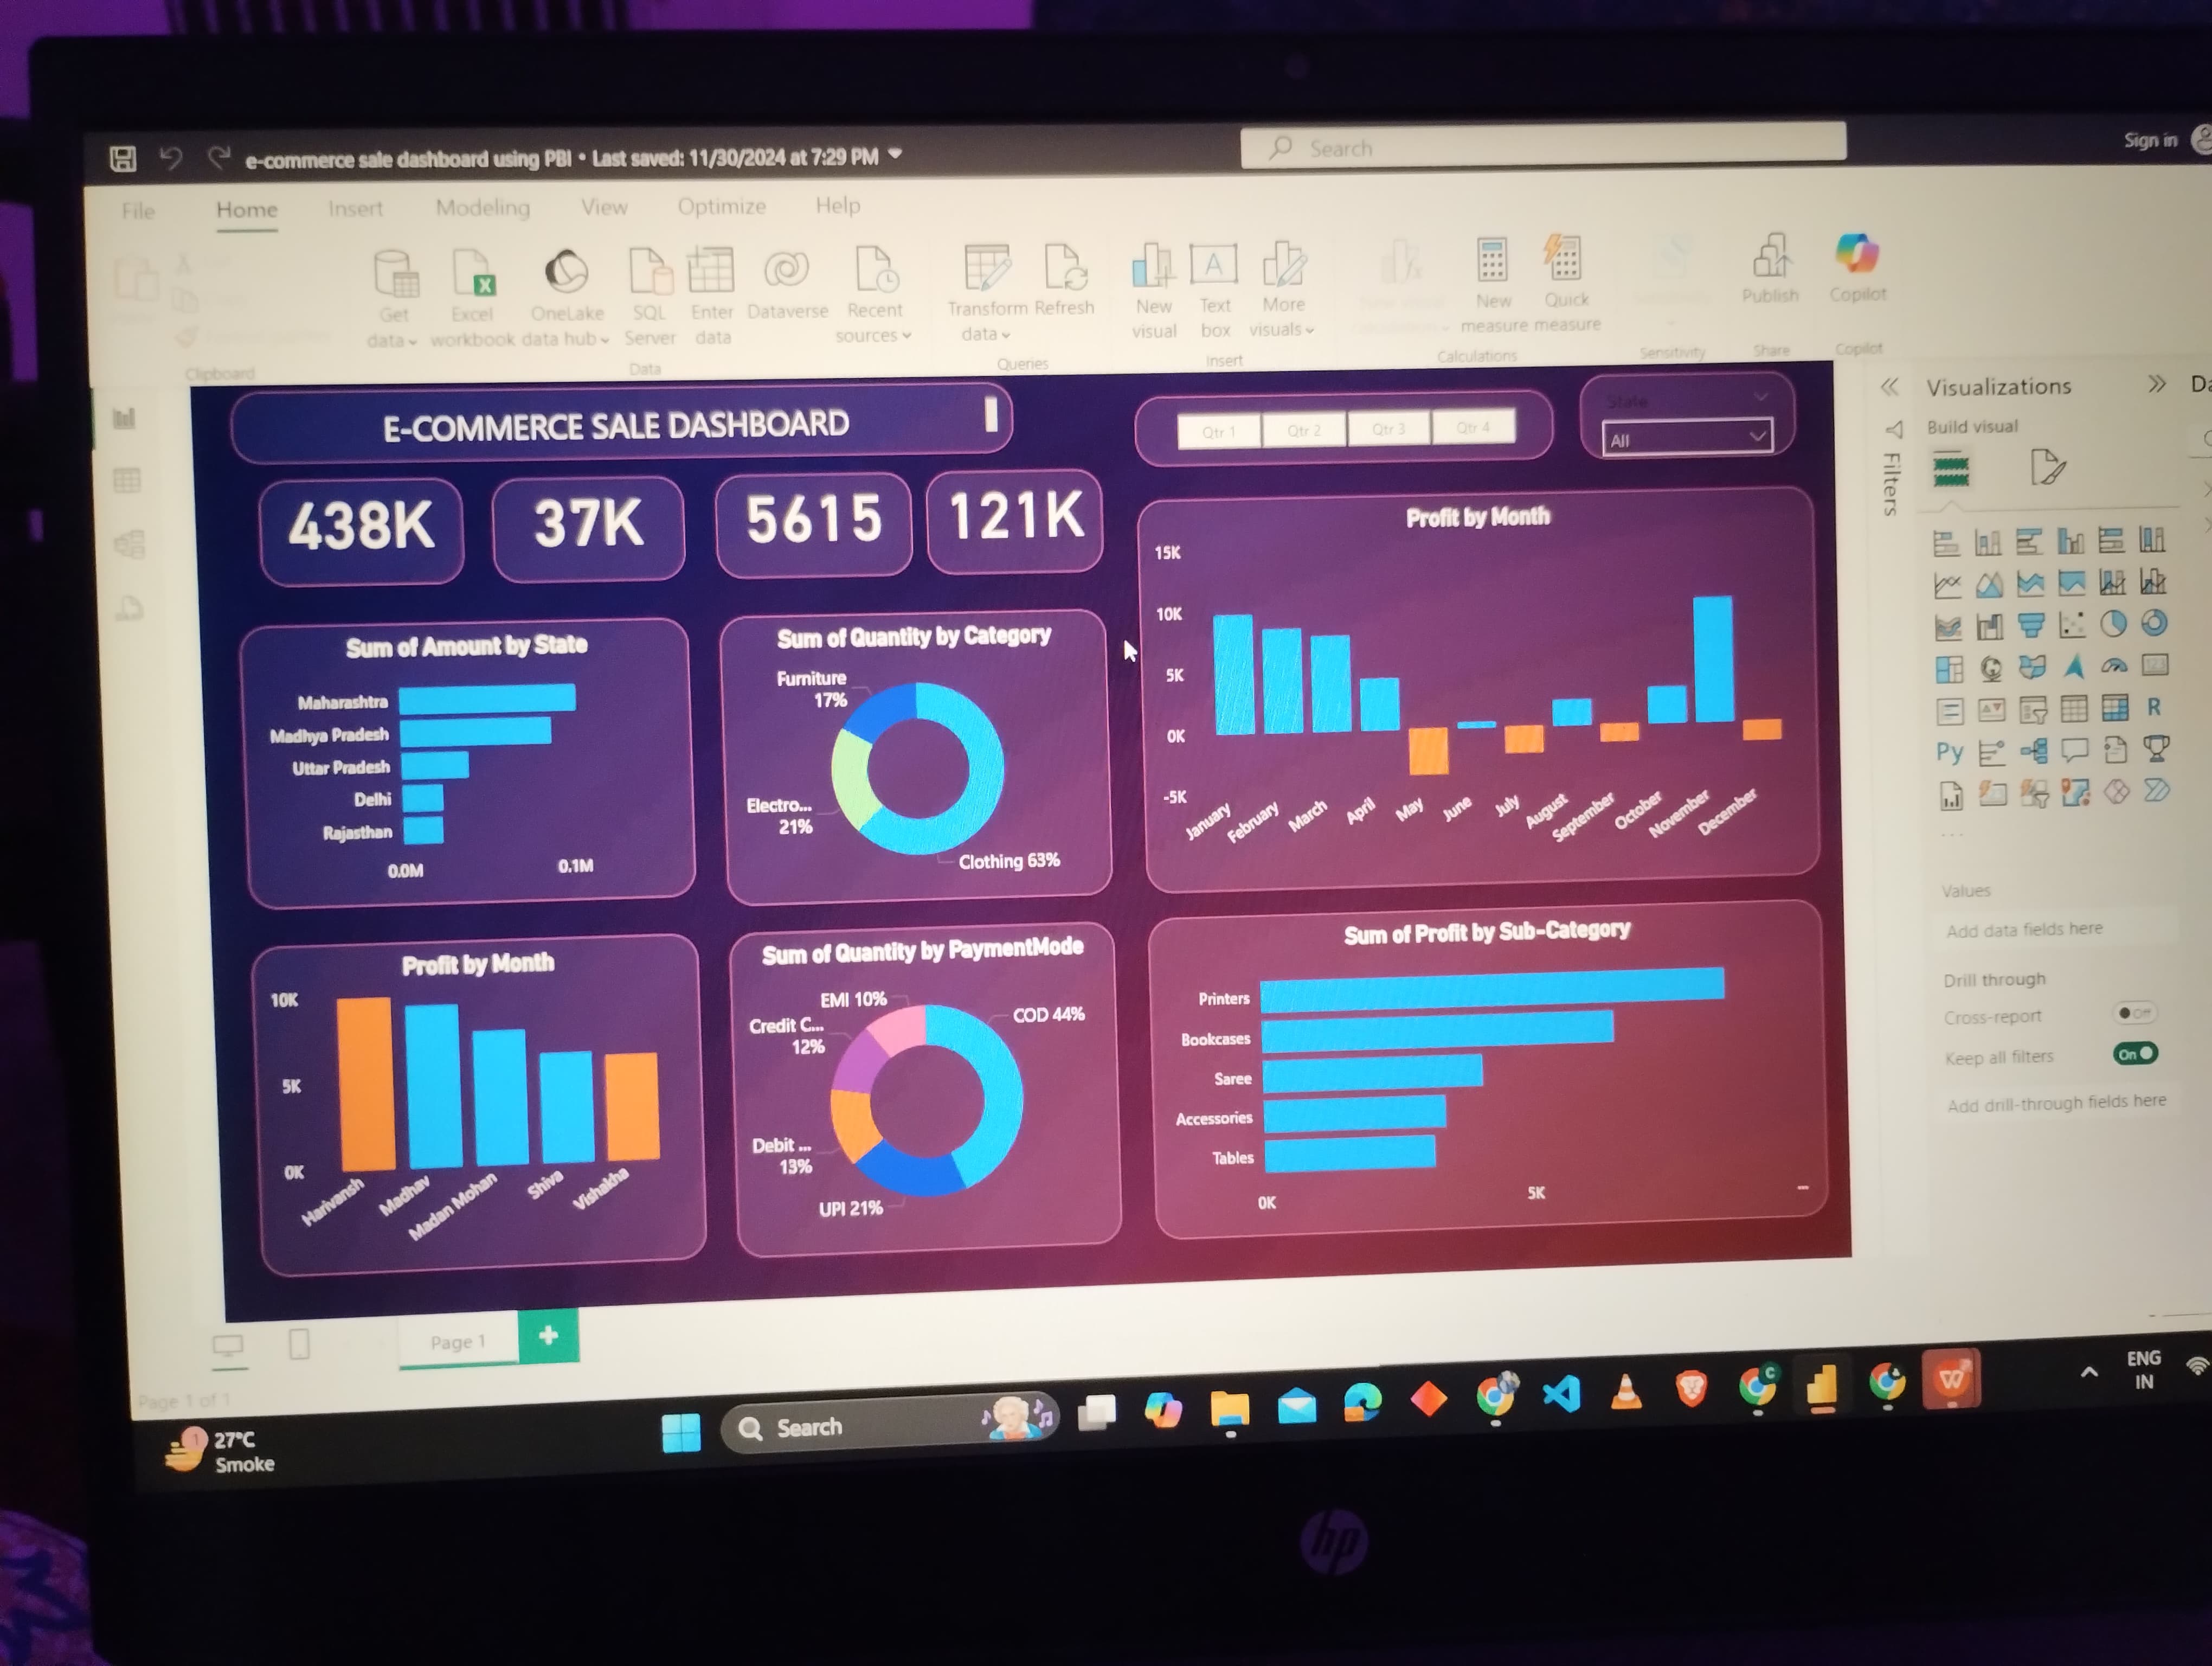 e-commerce sale dashboard using PBI • Last saved: 11/30/2024 at 7:29 PM
Search
Sign in
File Home Insert Modeling View Optimize Help
Get data
Excel workbook
OneLake data hub
SQL Server
Enter data
Dataverse
Recent sources
Transform data
Refresh
New visual
Text box
More visuals
New measure
Quick measure
Publish
Copilot
Clipboard
Data
Queries
Insert
Calculations
Sensitivity
Share
Copilot
E-COMMERCE SALE DASHBOARD
Qtr 1 Qtr 2 Qtr 3 Qtr 4
State
All
438K 37K 5615 121K
Sum of Amount by State
Maharashtra
Madhya Pradesh
Uttar Pradesh
Delhi
Rajasthan
0.0M 0.1M
Sum of Quantity by Category
Furniture
17%
Electro...
21%
Clothing 63%
Profit by Month
15K
10K
5K
0K
-5K
January February March April May June July August September October November December
Profit by Month
10K
5K
0K
Harivansh Madhav Madan Mohan Shiva Vishakha
Sum of Quantity by PaymentMode
EMI 10%
COD 44%
Credit C...
12%
Debit ...
13%
UPI 21%
Sum of Profit by Sub-Category
Printers
Bookcases
Saree
Accessories
Tables
0K 5K
Filters
Visualizations
Build visual
123
R
Py
Values
Add data fields here
Drill through
Cross-report
Off
Keep all filters
On
Add drill-through fields here
Page 1
Page 1 of 1
27°C
Smoke
Search
ENG
IN
hp